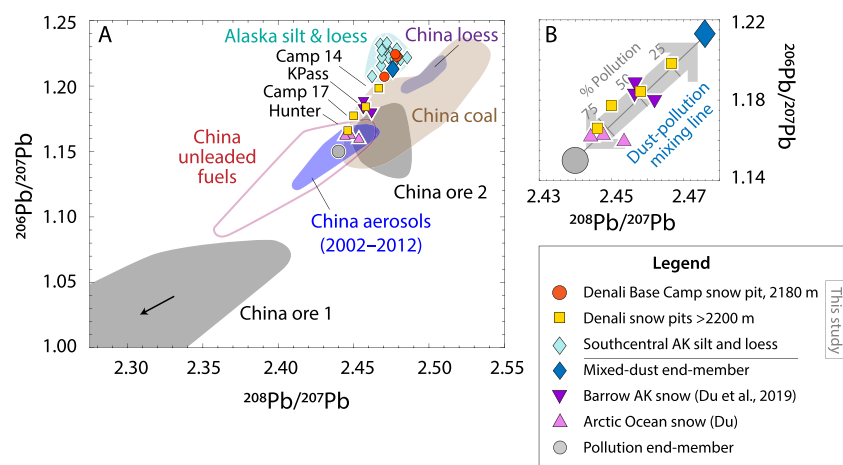 A
1.25
1.20
1.15
1.10
1.05
1.00
206Pb/207Pb
2.30
2.35
2.40
2.45
2.50
2.55
208Pb/207Pb
Alaska silt & loess
Camp 14
KPass
Camp 17
Hunter
China loess
China coal
China
unleaded
fuels
China ore 2
China aerosols
(2002–2012)
China ore 1
B
1.22
1.18
1.14
206Pb/207Pb
% Pollution
25
50
75
Dust-pollution
mixing line
2.43
2.45
2.47
208Pb/207Pb
Legend
Denali Base Camp snow pit, 2180 m
Denali snow pits >2200 m
Southcentral AK silt and loess
This study
Mixed-dust end-member
Barrow AK snow (Du et al., 2019)
Arctic Ocean snow (Du)
Pollution end-member